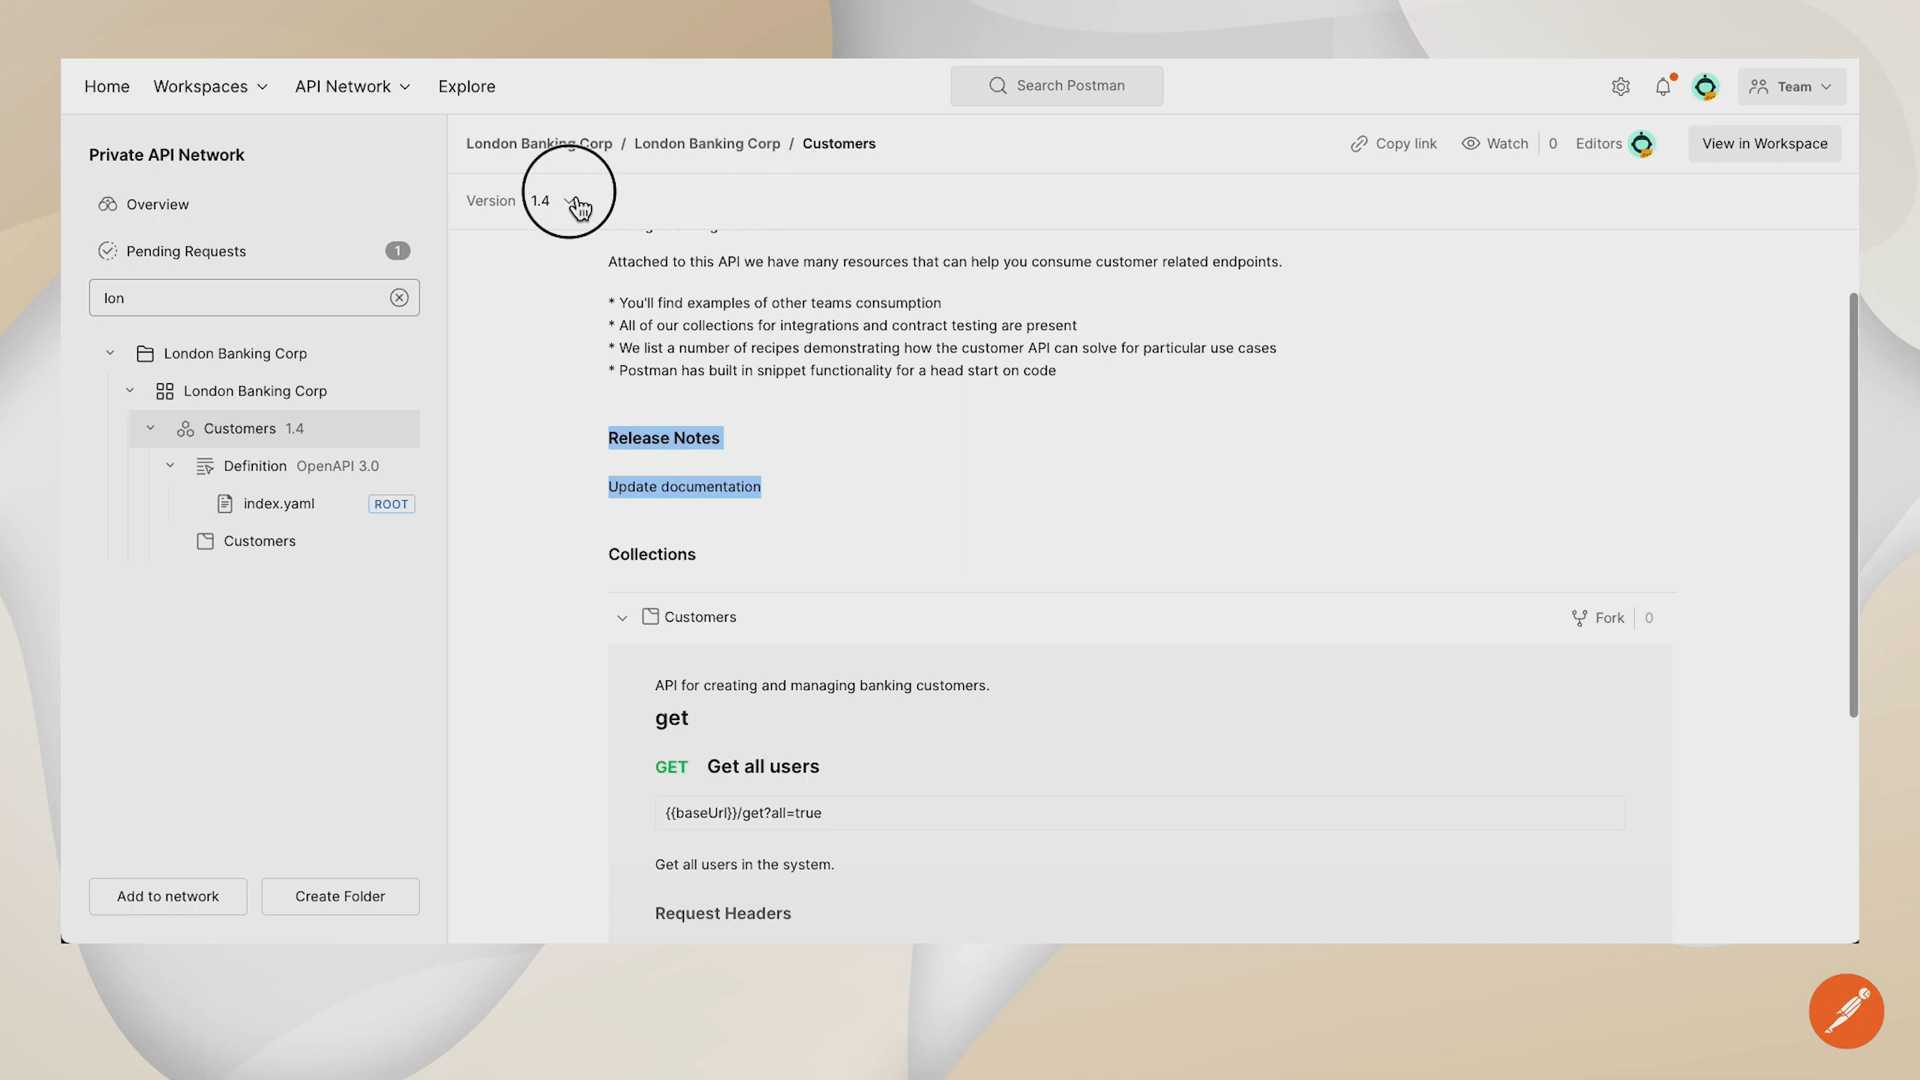 Home Workspaces API Network Explore Search Postman Team
Private API Network
London Banking Corp / London Banking Corp / Customers Copy link Watch 0 Editors View in Workspace
Overview
Version 1.4
Pending Requests 1
lon
London Banking Corp
London Banking Corp
Customers 1.4
Definition OpenAPI 3.0
index.yaml ROOT
Customers
Add to network Create Folder
Attached to this API we have many resources that can help you consume customer related endpoints.
* You'll find examples of other teams consumption
* All of our collections for integrations and contract testing are present
* We list a number of recipes demonstrating how the customer API can solve for particular use cases
* Postman has built in snippet functionality for a head start on code
Release Notes
Update documentation
Collections
Customers Fork 0
API for creating and managing banking customers.
get
GET Get all users
{{baseUrl}}/get?all=true
Get all users in the system.
Request Headers